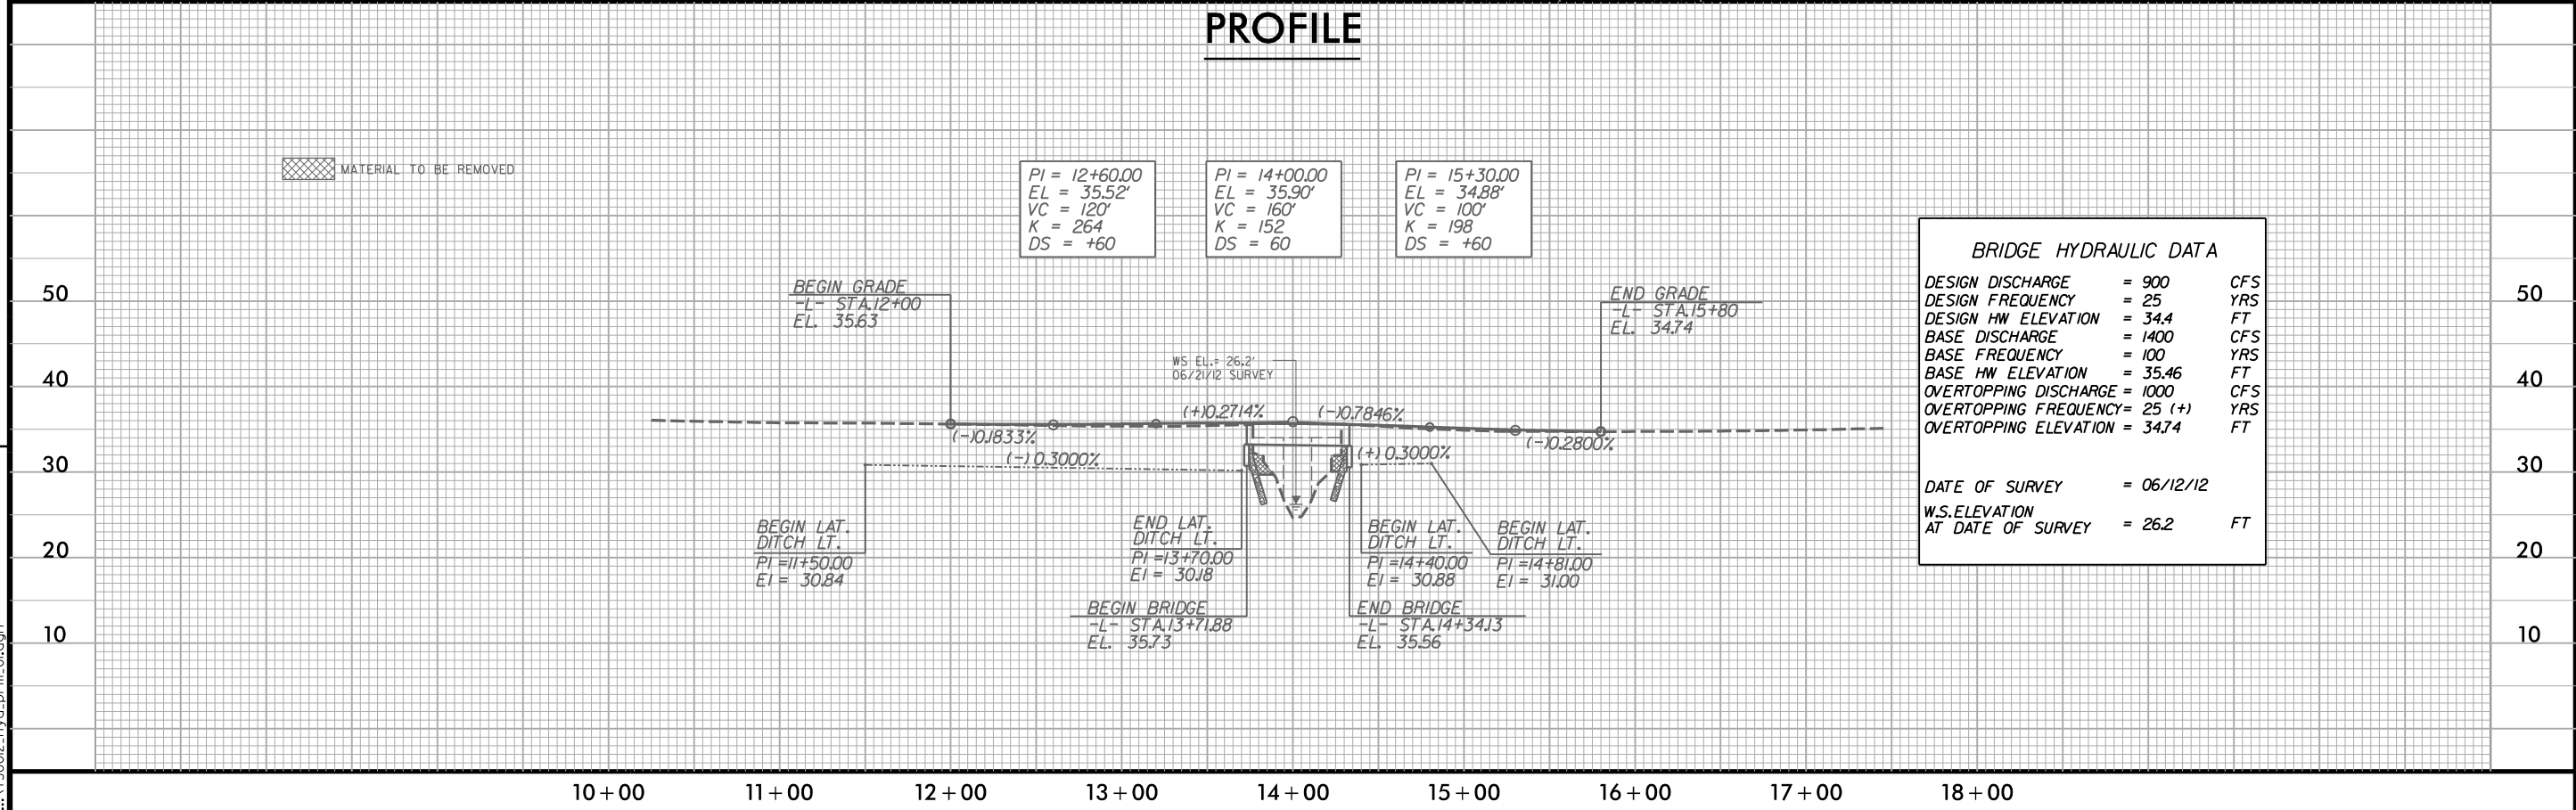 PROFILE
MATERIAL TO BE REMOVED
PI = 12+60.00
EL = 35.52'
VC = 120'
K = 264
DS = +60
PI = 14+00.00
EL = 35.90'
VC = 160'
K = 152
DS = 60
PI = 15+30.00
EL = 34.88'
VC = 100'
K = 198
DS = +60
BRIDGE HYDRAULIC DATA
DESIGN DISCHARGE = 900 CFS
DESIGN FREQUENCY = 25 YRS
DESIGN HW ELEVATION = 34.4 FT
BASE DISCHARGE = 1400 CFS
BASE FREQUENCY = 100 YRS
BASE HW ELEVATION = 35.46 FT
OVERTOPPING DISCHARGE = 1000 CFS
OVERTOPPING FREQUENCY = 25 (+) YRS
OVERTOPPING ELEVATION = 34.74 FT
DATE OF SURVEY = 06/12/12
W.S.ELEVATION
AT DATE OF SURVEY = 26.2 FT
BEGIN GRADE
-L- STA.12+00
EL. 35.63
END GRADE
-L- STA.15+80
EL. 34.74
WS EL.= 26.2'
06/21/12 SURVEY
(+)0.2714%
(-)0.7846%
(-)0.1833%
(-)0.2800%
(-) 0.3000%
(+) 0.3000%
BEGIN LAT.
DITCH LT.
PI =11+50.00
El = 30.84
END LAT.
DITCH LT.
PI =13+70.00
El = 30.18
BEGIN LAT.
DITCH LT.
PI =14+40.00
El = 30.88
BEGIN LAT.
DITCH LT.
PI =14+81.00
El = 31.00
BEGIN BRIDGE
-L- STA.13+71.88
EL. 35.73
END BRIDGE
-L- STA.14+34.13
EL. 35.56
50
40
30
20
10
50
40
30
20
10
10+00 11+00 12+00 13+00 14+00 15+00 16+00 17+00 18+00